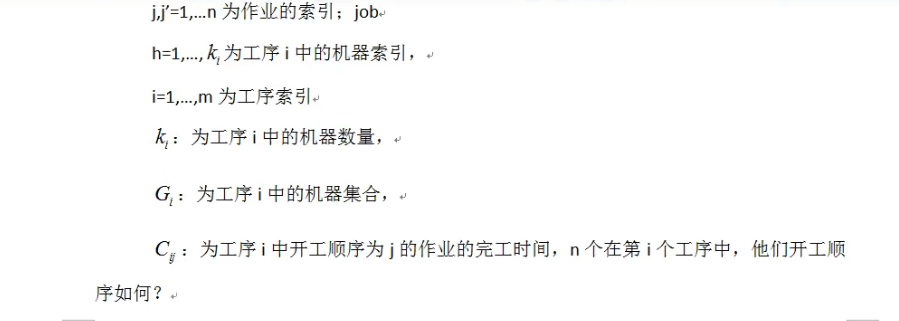 j,j’=1,…n 为作业的索引；job
h=1,…, k_i 为工序 i 中的机器索引，
i=1,…,m 为工序索引
k_i：为工序 i 中的机器数量，
G_i：为工序 i 中的机器集合，
C_ij：为工序 i 中开工顺序为 j 的作业的完工时间，n 个在第 i 个工序中，他们开工顺
序如何？